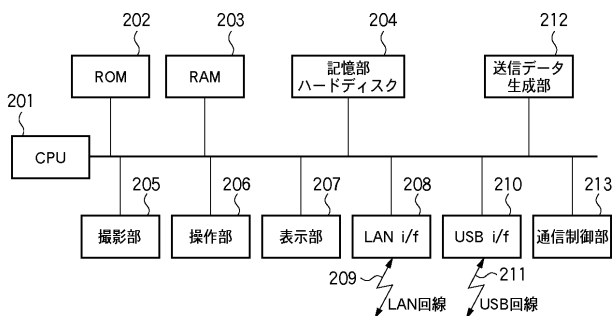 202
203
204
212
ROM
RAM
記憶部
ハードディスク
送信データ
生成部
201
CPU
205
206
207
208
210
213
撮影部
操作部
表示部
LAN i/f
USB i/f
通信制御部
209
211
LAN回線
USB回線